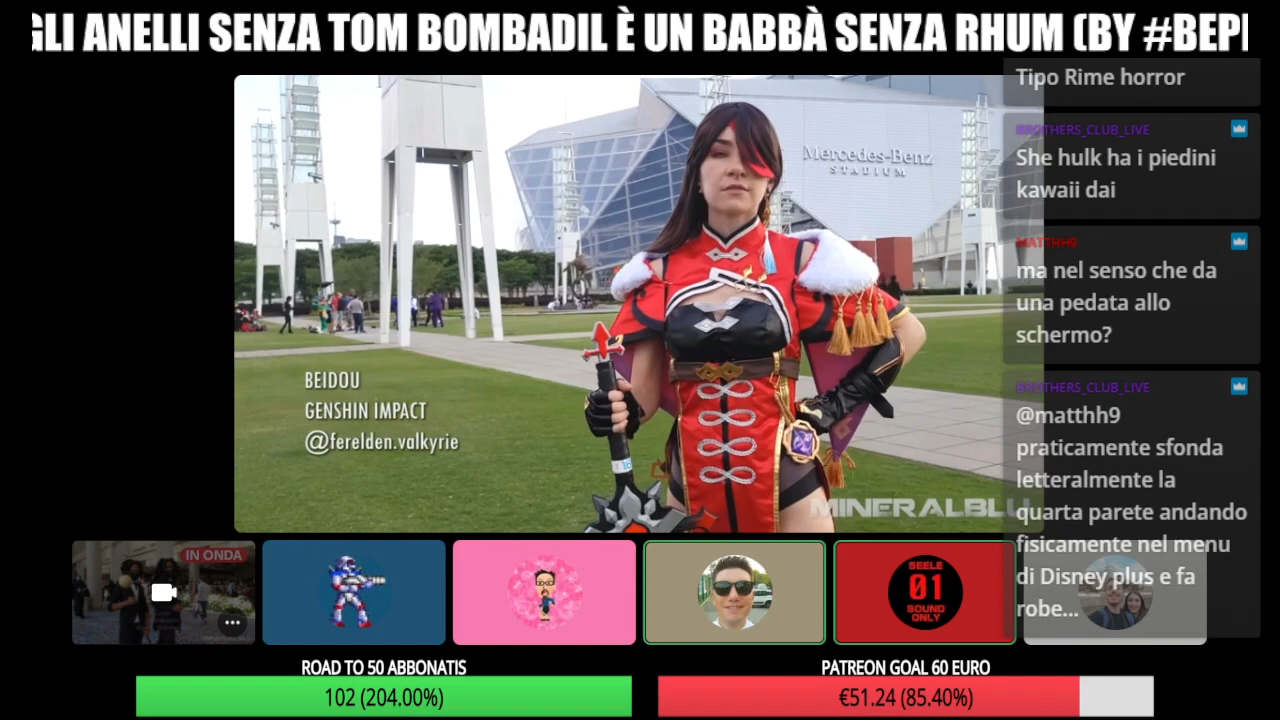 GLI ANELLI SENZA TOM BOMBADIL È UN BABBÀ SENZA RHUM (BY #BEPI
Tipo Rime horror
BROTHERS_CLUB_LIVE
She hulk ha i piedini
kawaii dai
MATTHH9
ma nel senso che da
una pedata allo
schermo?
BROTHERS_CLUB_LIVE
@matthh9
praticamente sfonda
letteralmente la
quarta parete andando
fisicamente nel menu
di Disney plus e fa
robe...
Mercedes-Benz
STADIUM
BEIDOU
GENSHIN IMPACT
@ferelden.valkyrie
MINERALBLU
IN ONDA
SEELE
01
SOUND
ONLY
ROAD TO 50 ABBONATIS
102 (204.00%)
PATREON GOAL 60 EURO
€51.24 (85.40%)